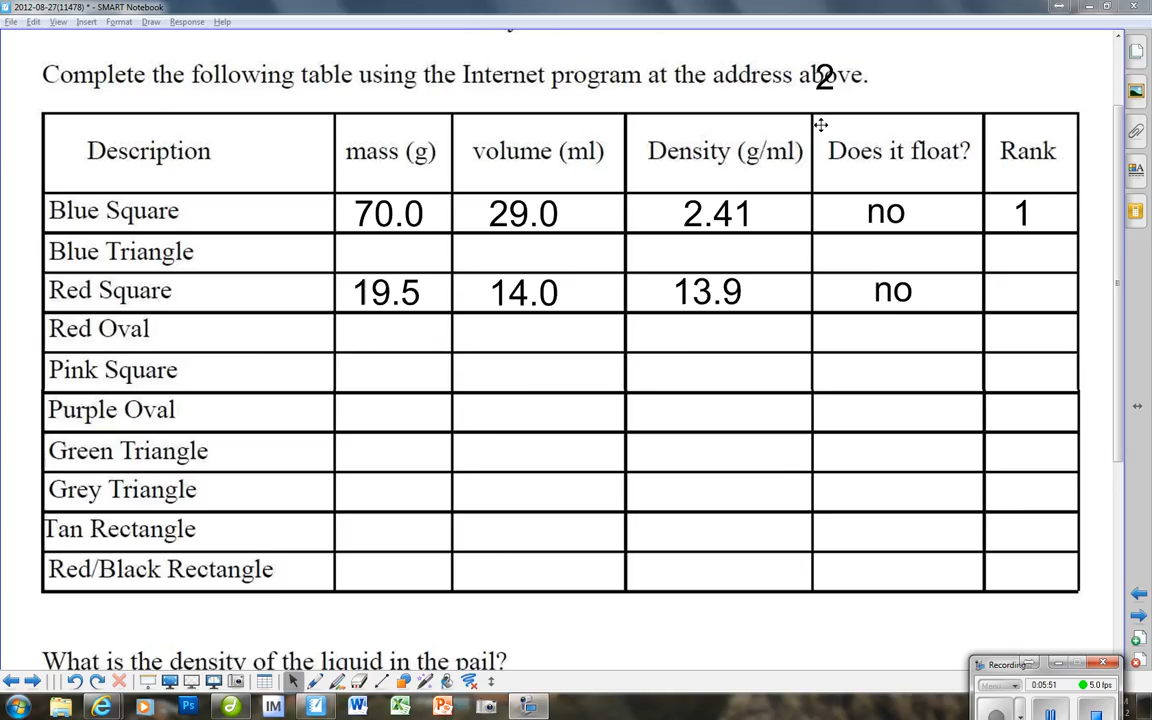 2012-08-27(11478) * - SMART Notebook
File Edit View Insert Format Draw Response Help
Complete the following table using the Internet program at the address above.
2
Description mass (g) volume (ml) Density (g/ml) Does it float? Rank
Blue Square 70.0 29.0 2.41 no 1
Blue Triangle
Red Square 19.5 14.0 13.9 no
Red Oval
Pink Square
Purple Oval
Green Triangle
Grey Triangle
Tan Rectangle
Red/Black Rectangle
What is the density of the liquid in the pail?
Recording
Menu 0:05:51 5.0 fps
Ps IM W